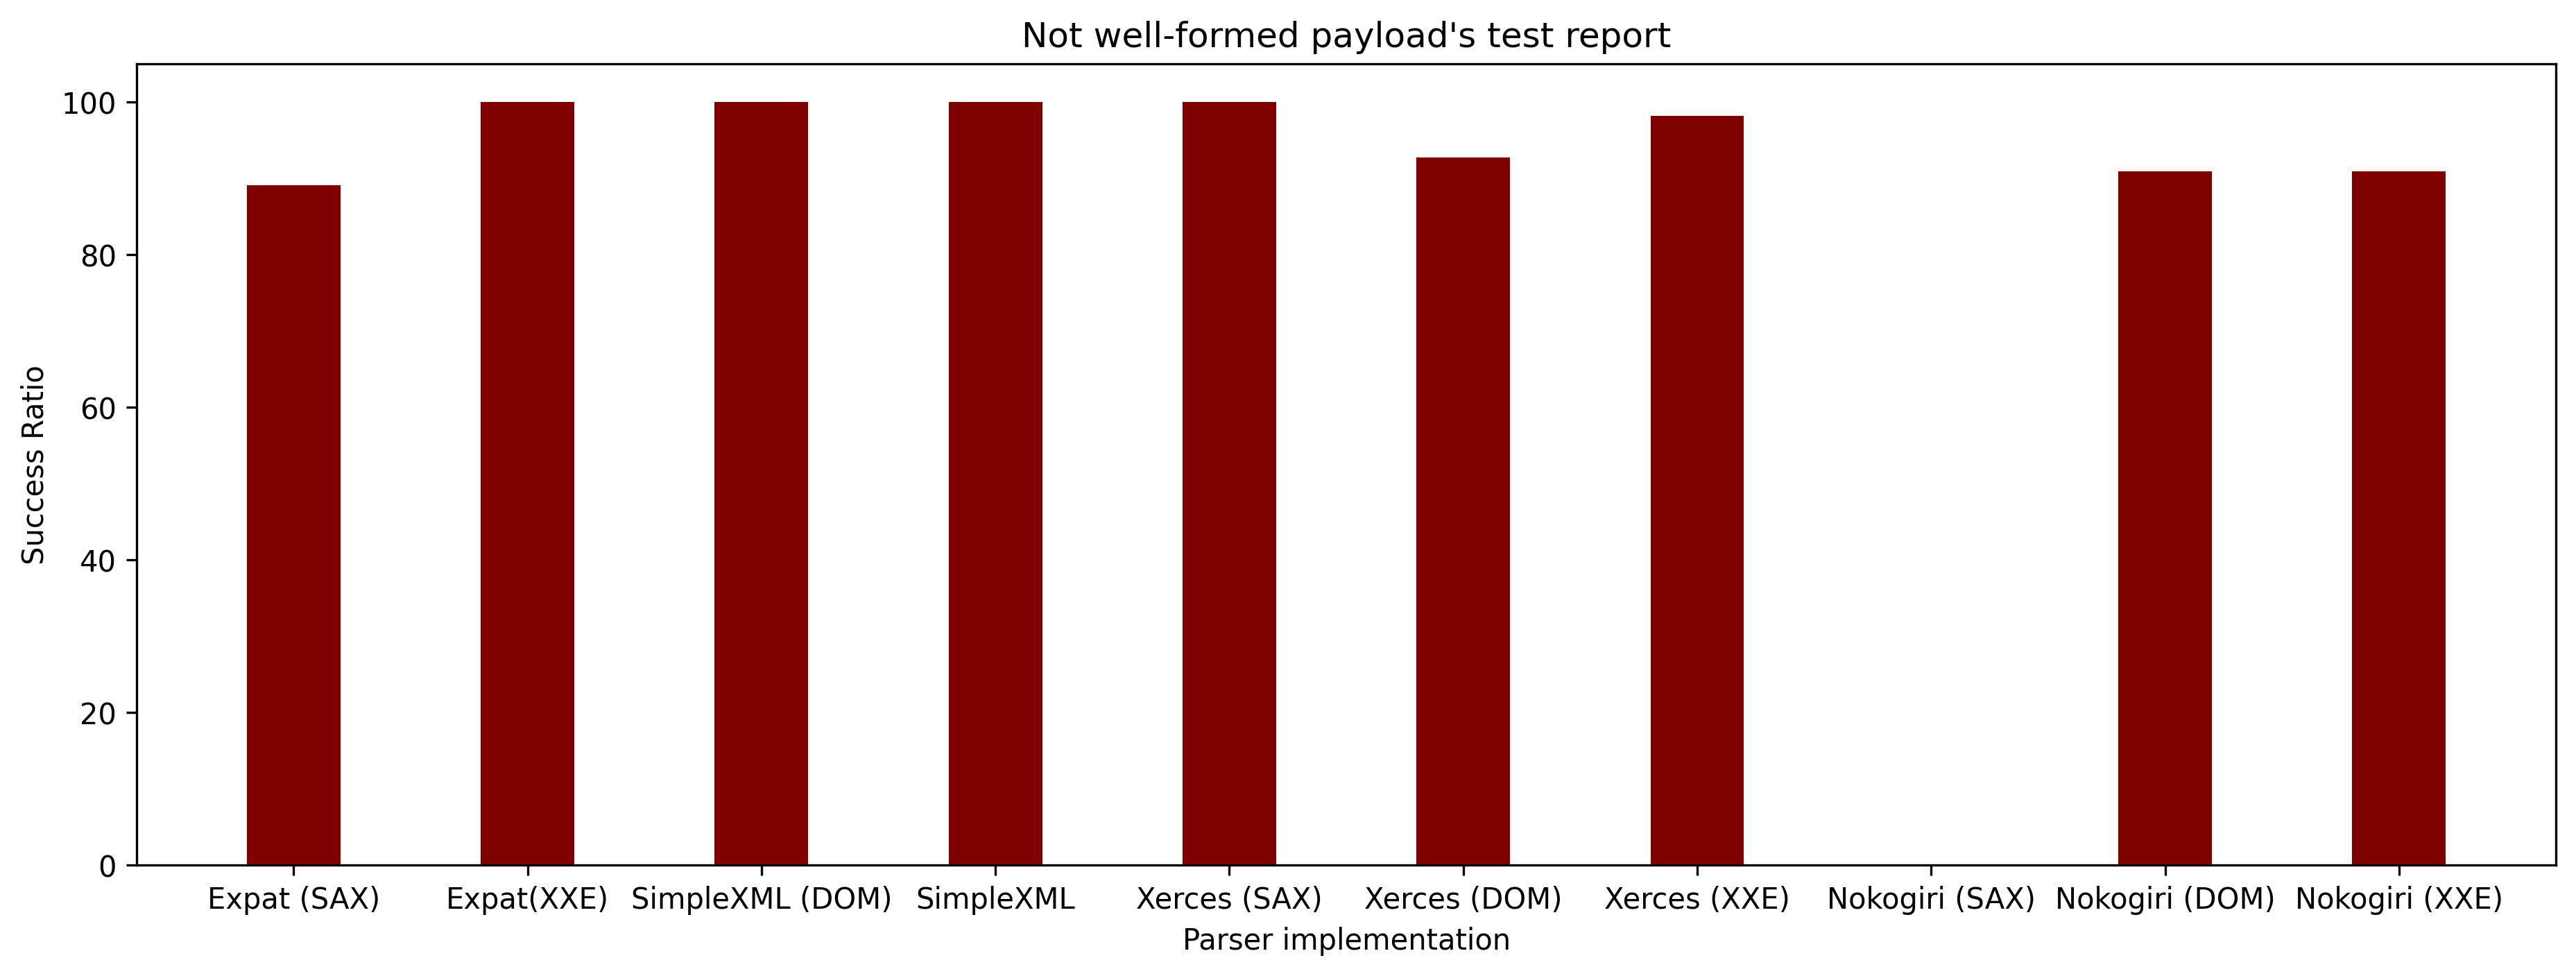 Not well-formed payload's test report
Success Ratio
100
80
60
40
20
0
Expat (SAX) Expat(XXE) SimpleXML (DOM) SimpleXML Xerces (SAX) Xerces (DOM) Xerces (XXE) Nokogiri (SAX) Nokogiri (DOM) Nokogiri (XXE)
Parser implementation